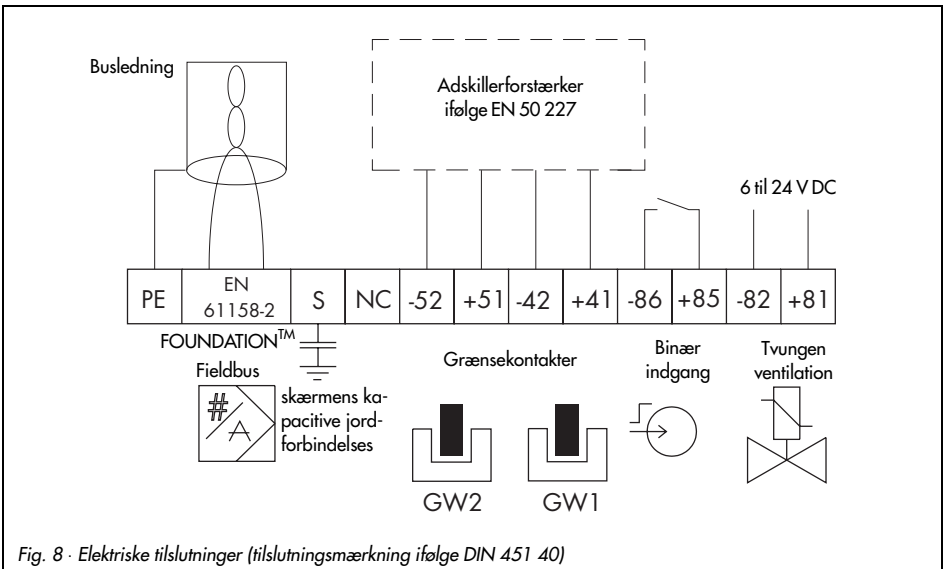 Busledning
Adskillerforstærker
ifølge EN 50 227
6 til 24 V DC
PE
EN
61158-2
S
NC
-52
+51
-42
+41
-86
+85
-82
+81
FOUNDATION™
Fieldbus
skærmens ka-
pacitive jord-
forbindelses
Grænsekontakter
Binær
indgang
Tvungen
ventilation
#
A
GW2
GW1
Fig. 8 · Elektriske tilslutninger (tilslutningsmærkning ifølge DIN 451 40)